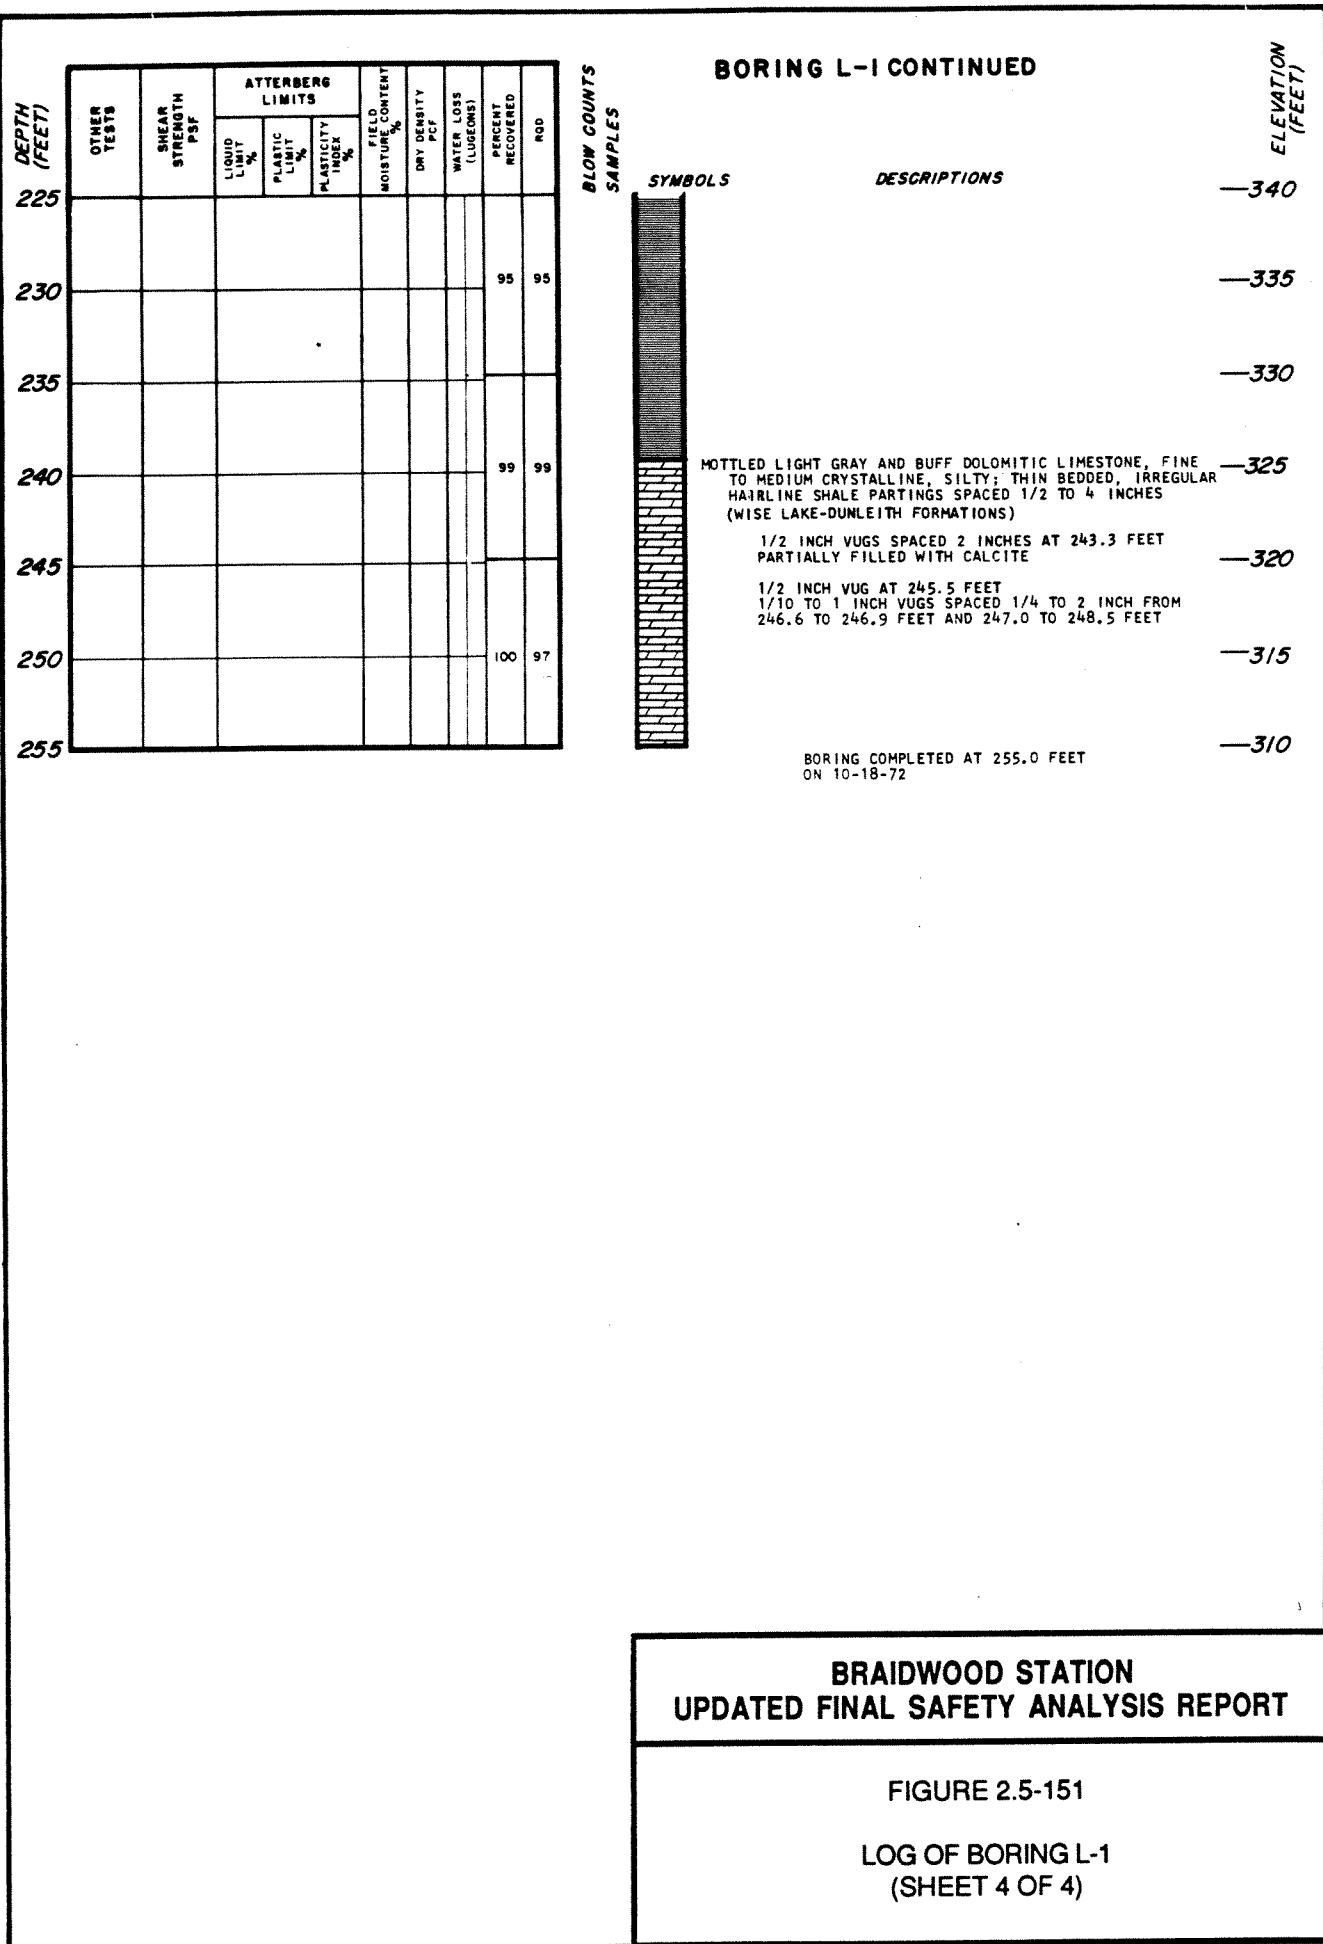 BORING L-1 CONTINUED
DEPTH
(FEET)
OTHER
TESTS
SHEAR
STRENGTH
PSF
ATTERBERG
LIMITS
LIQUID
LIMIT
%
PLASTIC
LIMIT
%
PLASTICITY
INDEX
%
FIELD
MOISTURE CONTENT
%
DRY DENSITY
PCF
WATER LOSS
(LUGEONS)
PERCENT
RECOVERED
RQD
BLOW COUNTS
SAMPLES
SYMBOLS
DESCRIPTIONS
ELEVATION
(FEET)
225
—340
95 95
230
—335
235
—330
99 99
240
MOTTLED LIGHT GRAY AND BUFF DOLOMITIC LIMESTONE, FINE
—325
TO MEDIUM CRYSTALLINE, SILTY; THIN BEDDED, IRREGULAR
HAIRLINE SHALE PARTINGS SPACED 1/2 TO 4 INCHES
(WISE LAKE-DUNLEITH FORMATIONS)
1/2 INCH VUGS SPACED 2 INCHES AT 243.3 FEET
PARTIALLY FILLED WITH CALCITE
245
—320
1/2 INCH VUG AT 245.5 FEET
1/10 TO 1 INCH VUGS SPACED 1/4 TO 2 INCH FROM
246.6 TO 246.9 FEET AND 247.0 TO 248.5 FEET
250
100 97
—315
255
—310
BORING COMPLETED AT 255.0 FEET
ON 10-18-72
BRAIDWOOD STATION
UPDATED FINAL SAFETY ANALYSIS REPORT
FIGURE 2.5-151
LOG OF BORING L-1
(SHEET 4 OF 4)